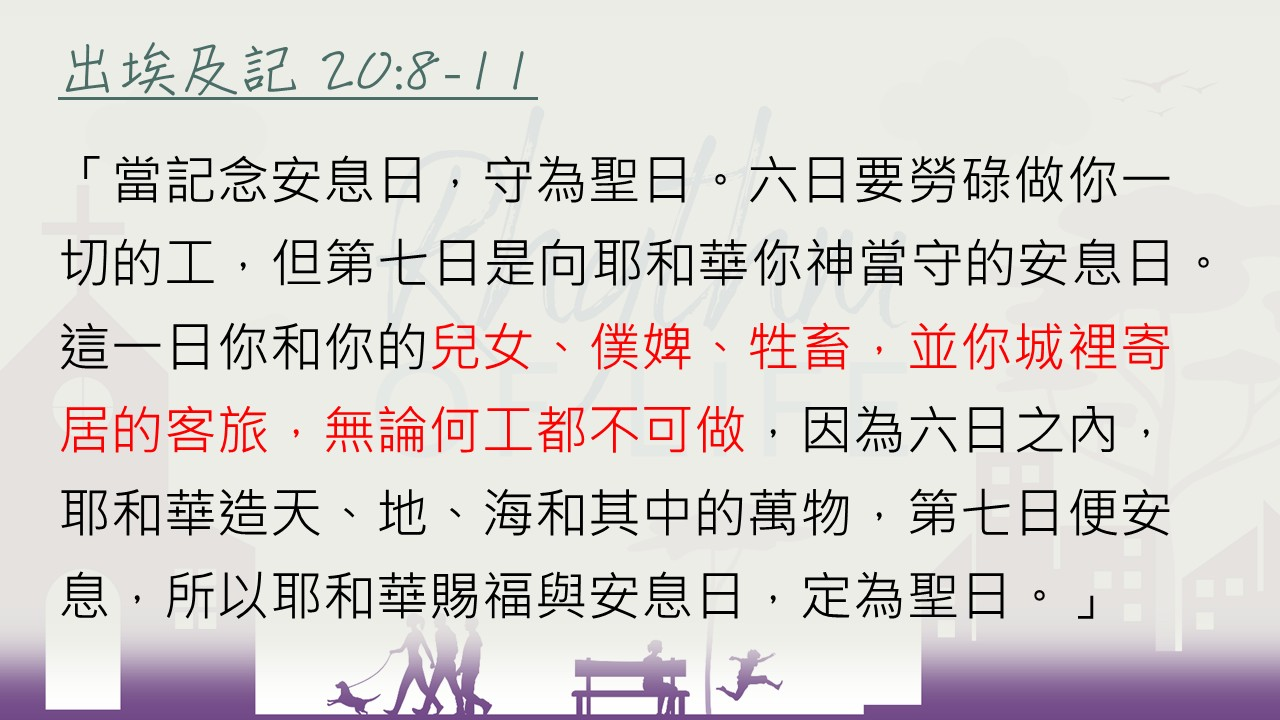 出埃及記 20:8-11
「當記念安息日，守為聖日。六日要勞碌做你一
切的工，但第七日是向耶和華你神當守的安息日。
這一日你和你的兒女、僕婢、牲畜，並你城裡寄
居的客旅，無論何工都不可做，因為六日之內，
耶和華造天、地、海和其中的萬物，第七日便安
息，所以耶和華賜福與安息日，定為聖日。」
Rhythm
OF LIFE